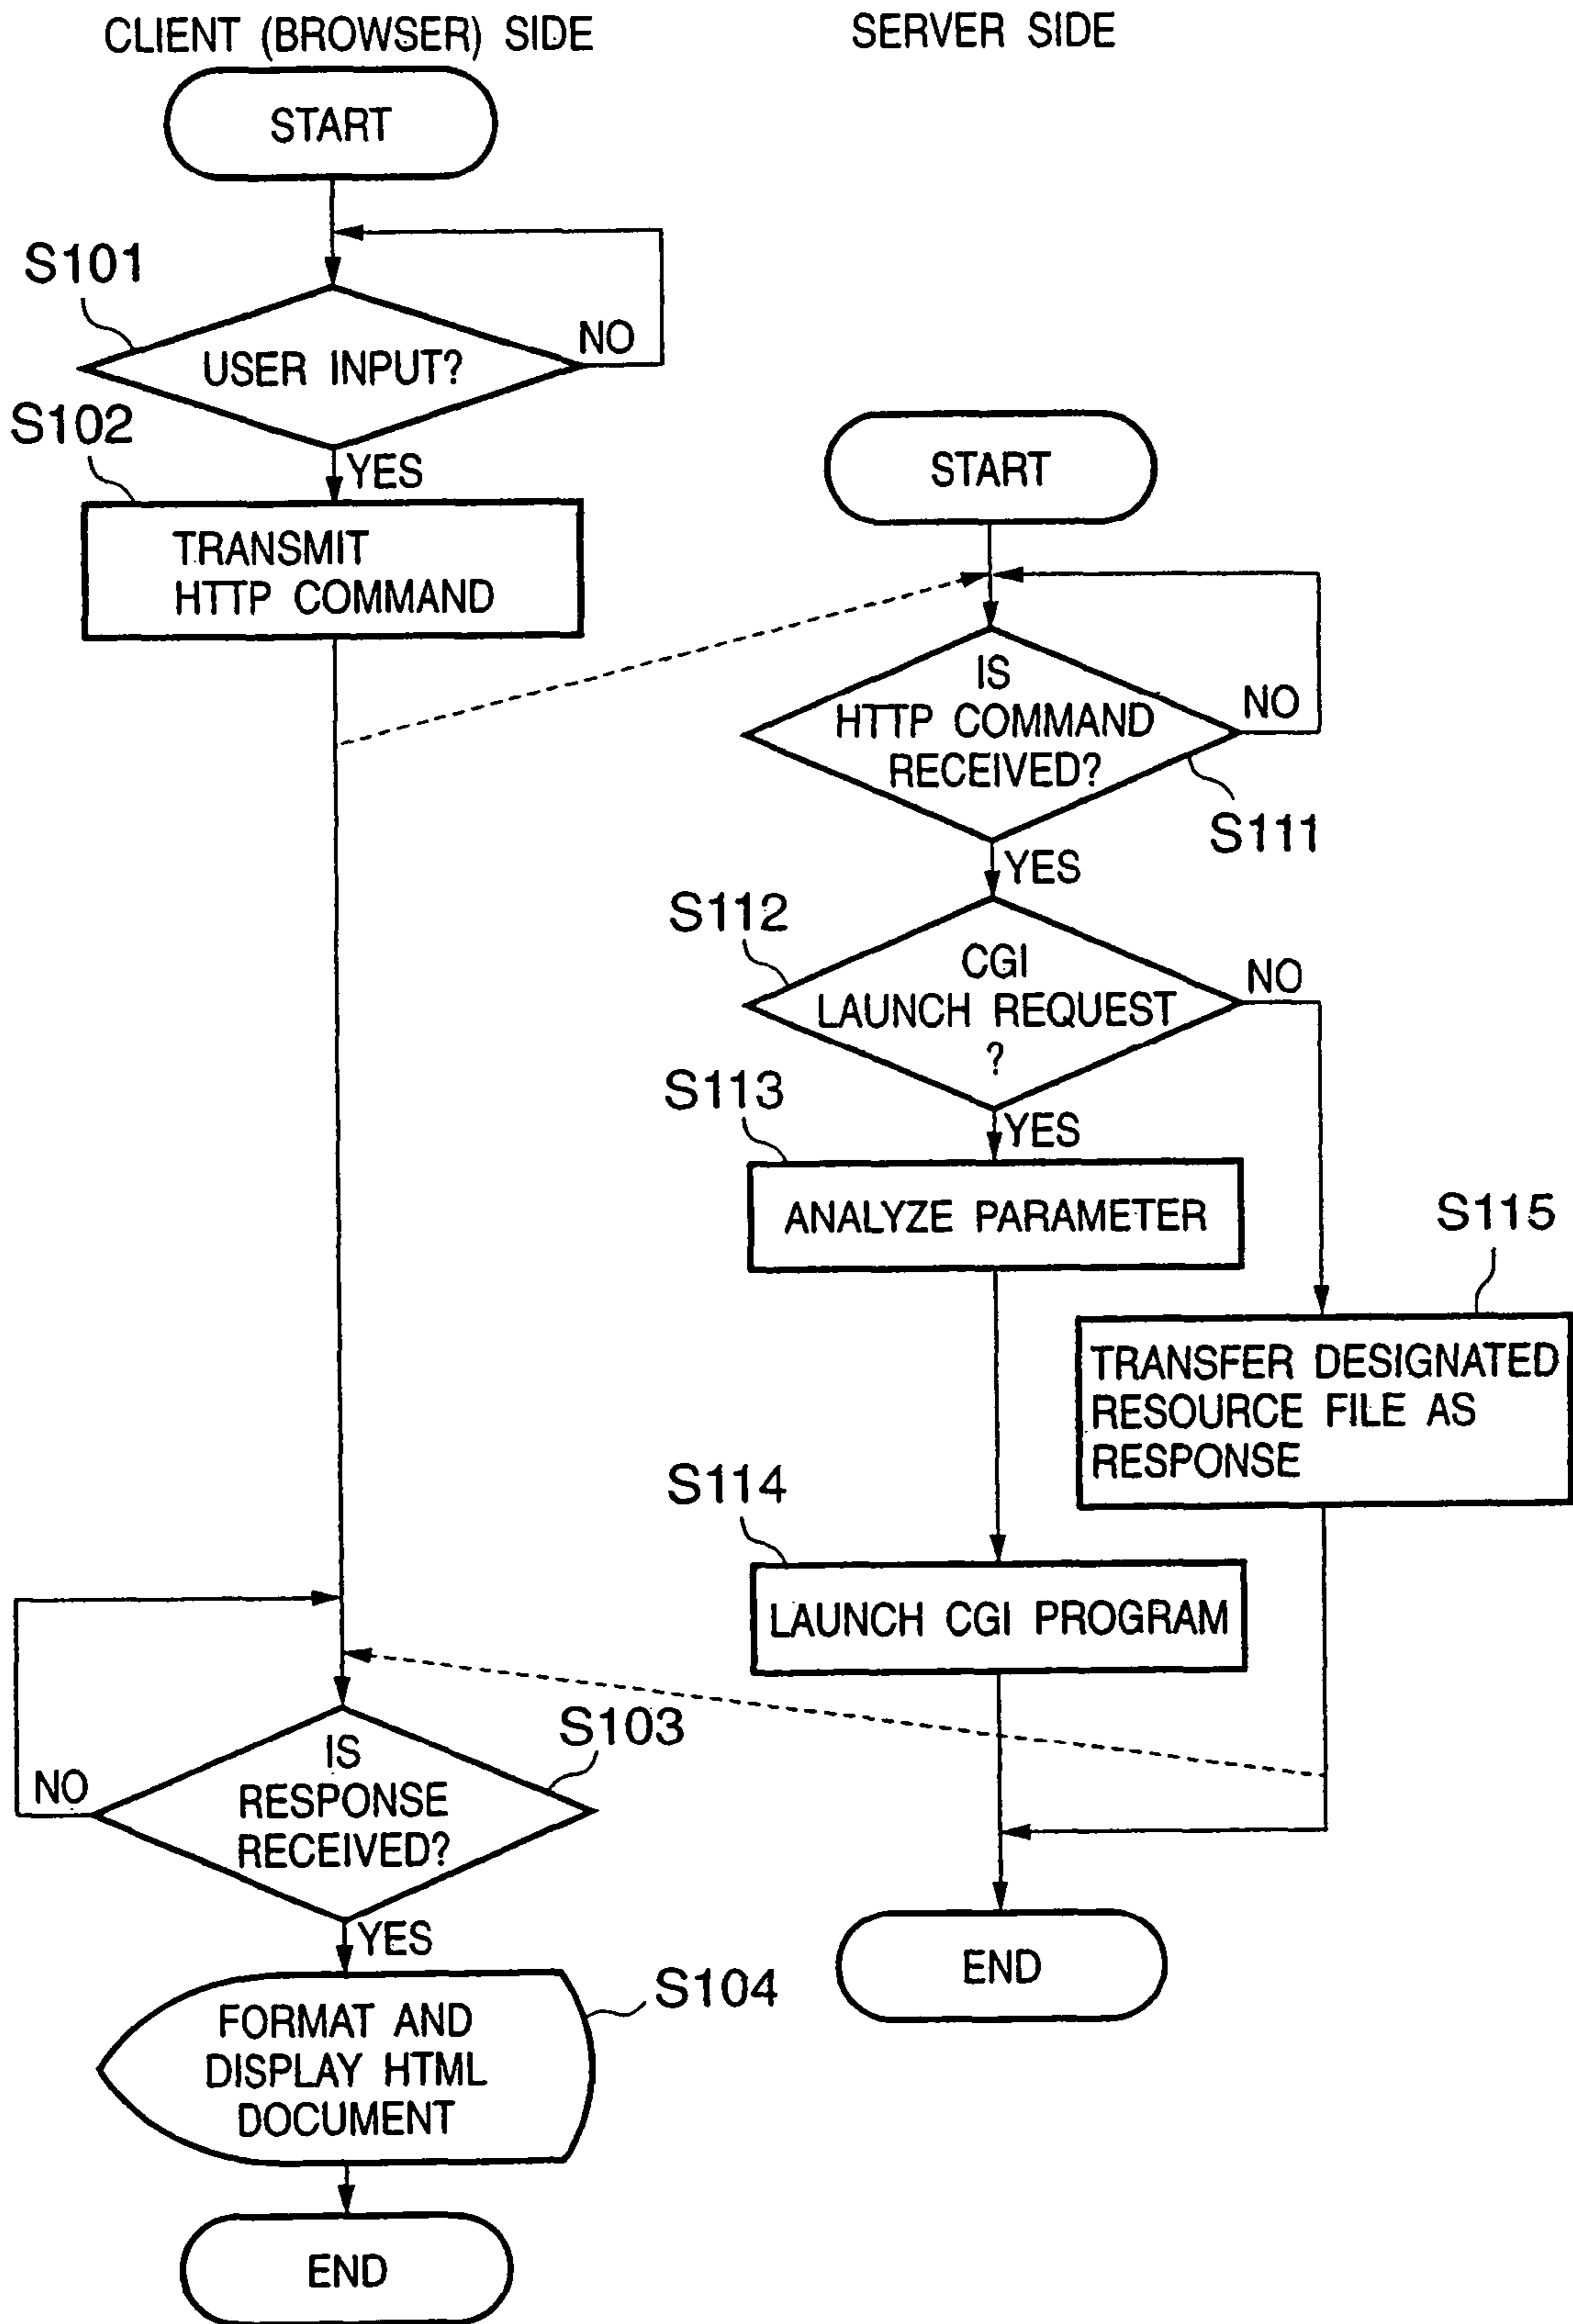 CLIENT (BROWSER) SIDE
START
S101
USER INPUT?
NO
S102
YES
TRANSMIT
HTTP COMMAND
NO
IS
RESPONSE
RECEIVED?
S103
YES
FORMAT AND
DISPLAY HTML
DOCUMENT
S104
END
SERVER SIDE
START
IS
HTTP COMMAND
RECEIVED?
NO
S111
YES
S112
CGI
LAUNCH REQUEST
?
NO
S113
YES
ANALYZE PARAMETER
S115
TRANSFER DESIGNATED
RESOURCE FILE AS
RESPONSE
S114
LAUNCH CGI PROGRAM
END